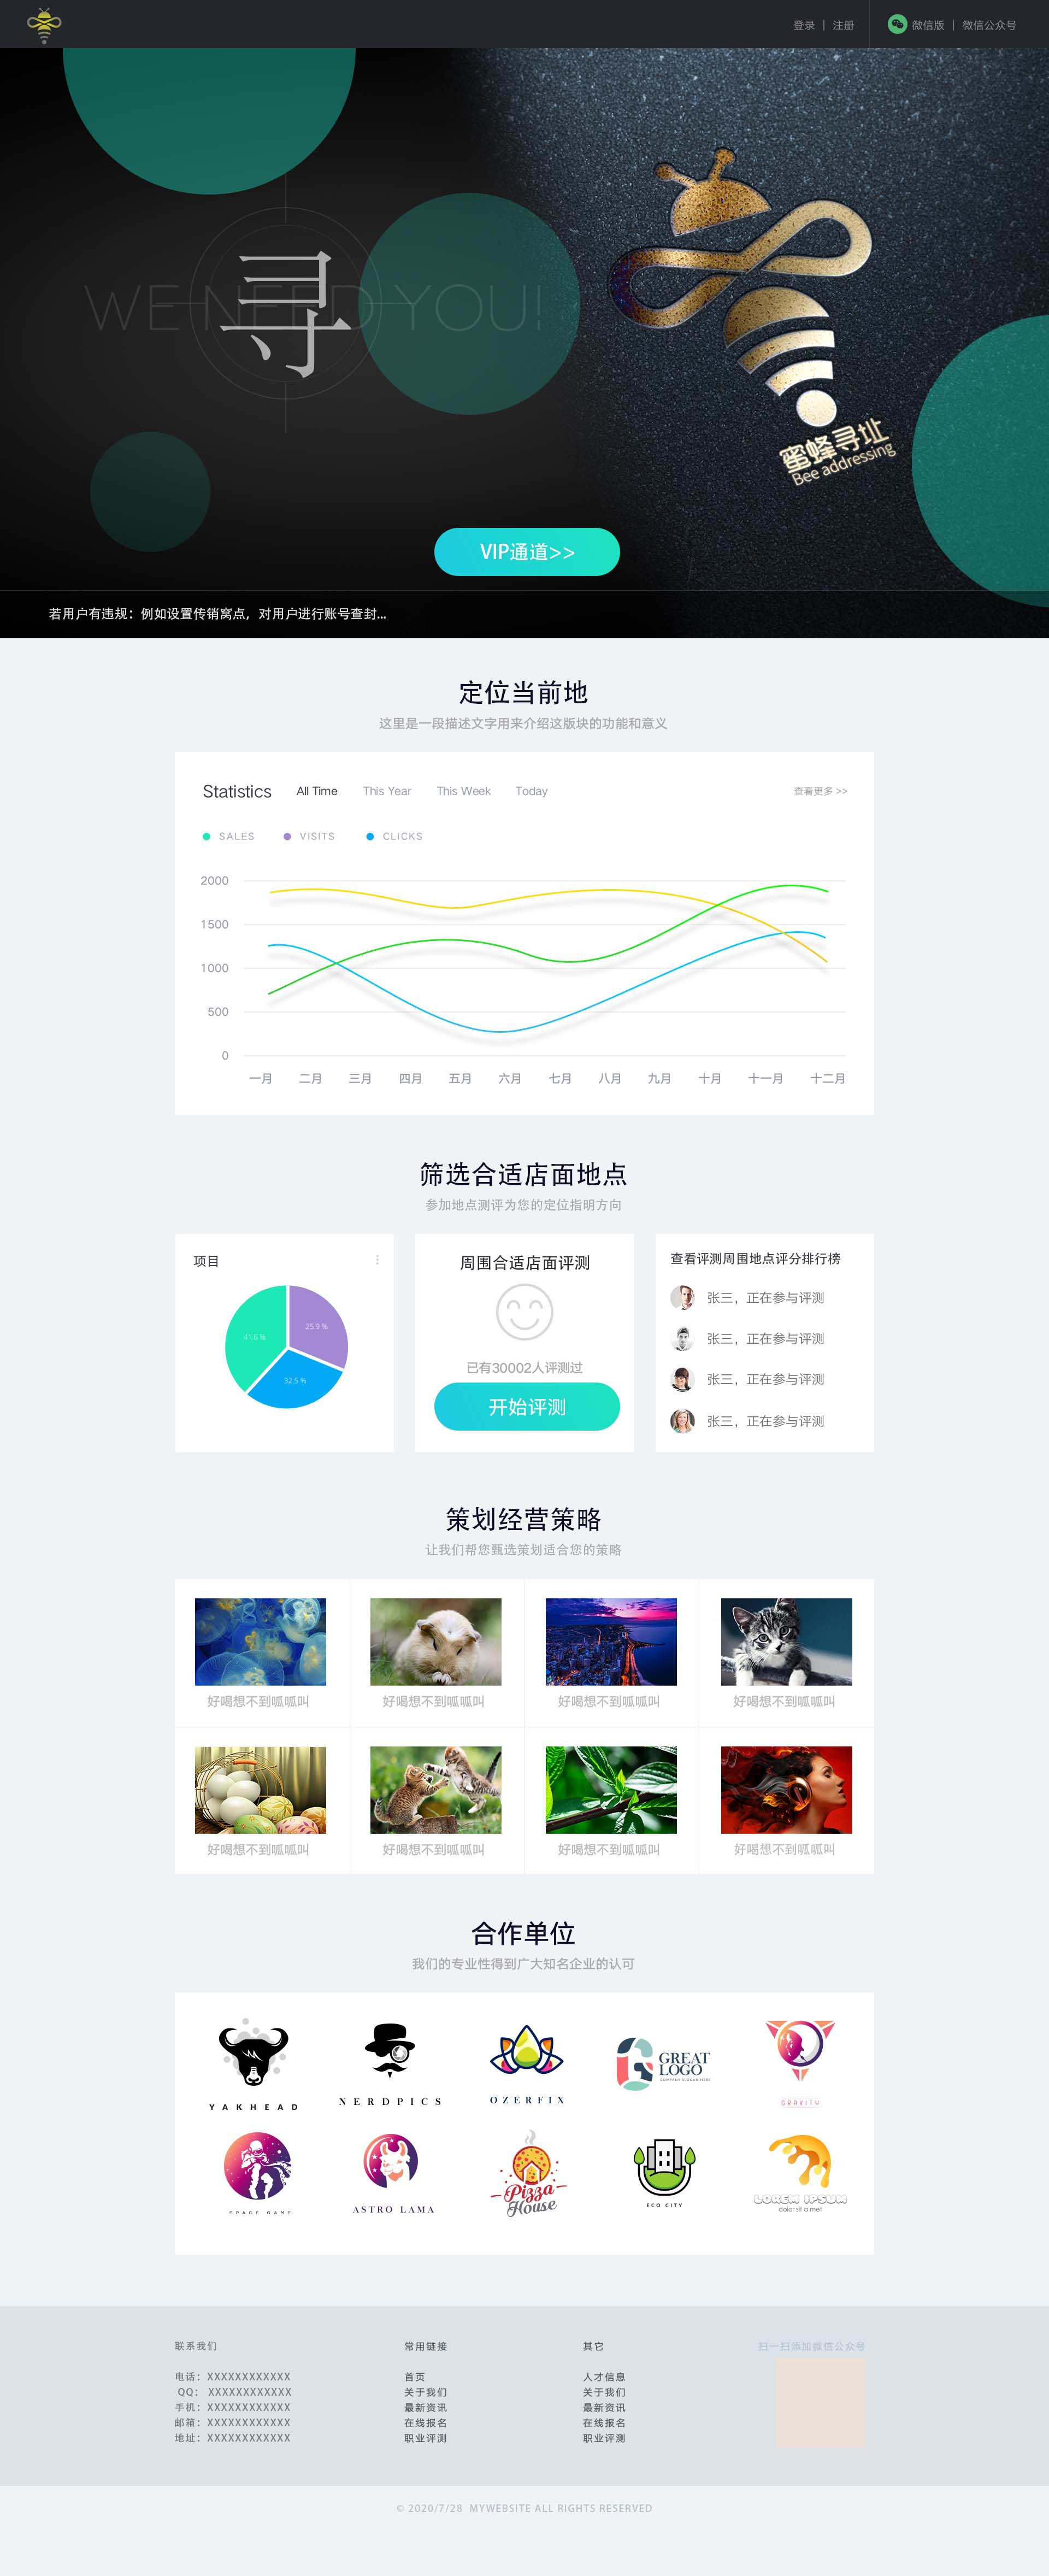 登录 | 注册
微信版 | 微信公众号
WE NEED YOU!
寻
蜜蜂寻址
Bee addressing
VIP通道>>
若用户有违规：例如设置传销窝点，对用户进行账号查封...
定位当前地
这里是一段描述文字用来介绍这版块的功能和意义
Statistics All Time This Year This Week Today 查看更多 >>
SALES VISITS CLICKS
2000
1500
1000
500
0
一月 二月 三月 四月 五月 六月 七月 八月 九月 十月 十一月 十二月
筛选合适店面地点
参加地点测评为您的定位指明方向
项目
41.6 %
25.9 %
32.5 %
周围合适店面评测
已有30002人评测过
开始评测
查看评测周围地点评分排行榜
张三，正在参与评测
张三，正在参与评测
张三，正在参与评测
张三，正在参与评测
策划经营策略
让我们帮您甄选策划适合您的策略
好喝想不到呱呱叫 好喝想不到呱呱叫 好喝想不到呱呱叫 好喝想不到呱呱叫
好喝想不到呱呱叫 好喝想不到呱呱叫 好喝想不到呱呱叫 好喝想不到呱呱叫
合作单位
我们的专业性得到广大知名企业的认可
YAKHEAD
NERDPICS
OZERFIX
GREAT
LOGO
COMPANY SLOGAN HERE
GRAVITY
SPACE GAME
ASTRO LAMA
Pizza
House
ECO CITY
LOREM IPSUM
dolor sit a met
联系我们
电话：XXXXXXXXXXXX
QQ： XXXXXXXXXXXX
手机：XXXXXXXXXXXX
邮箱：XXXXXXXXXXXX
地址：XXXXXXXXXXXX
常用链接
首页
关于我们
最新资讯
在线报名
职业评测
其它
人才信息
关于我们
最新资讯
在线报名
职业评测
扫一扫添加微信公众号
© 2020/7/28 MYWEBSITE ALL RIGHTS RESERVED